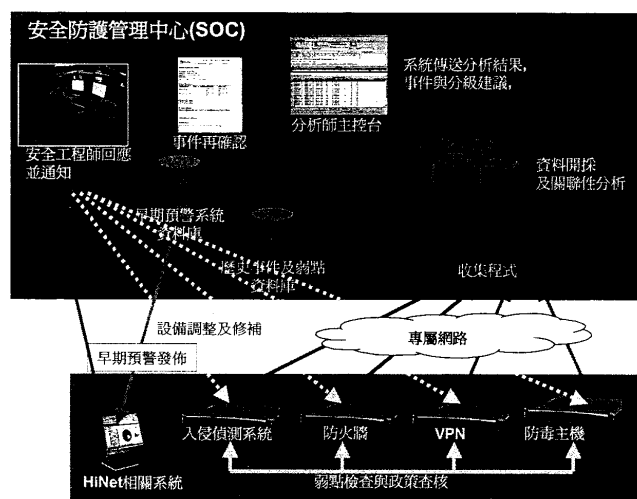 安全防護管理中心(SOC)
系統傳送分析結果,
事件與分級建議,
分析師主控台
事件再確認
安全工程師回應
並通知
資料開採
及關聯性分析
早期預警系統
資料庫
歷史事件及弱點
資料庫
收集程式
設備調整及修補
專屬網路
早期預警發佈
入侵偵測系統
防火牆
VPN
防毒主機
HiNet相關系統
弱點檢查與政策查核